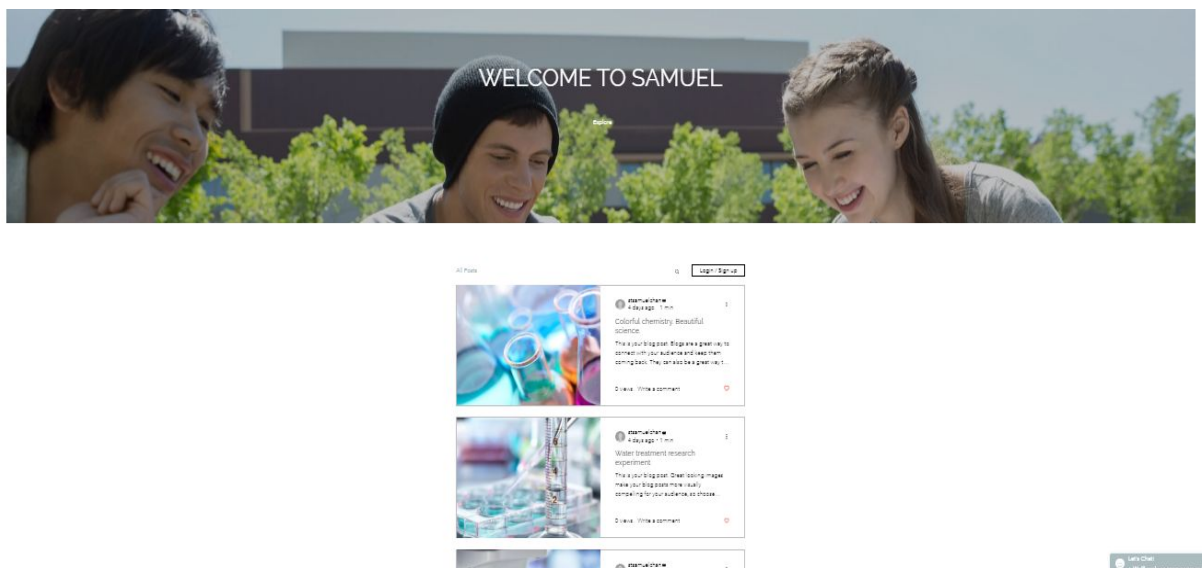 WELCOME TO SAMUEL
Explore
All Posts
Login / Sign up
stssmuelchan
4 days ago · 1 min
Colorful chemistry. Beautiful
science.
This is your blog post. Blogs are a great way to
connect with your audience and keep them
coming back. They can also be a great way t...
0 views Write a comment
4 days ago · 1 min
Water treatment research
experiment
This is your blog post. Great looking images
make your blog posts more visually
compelling for your audience, so choose...
0 views Write a comment
Let's Chat!